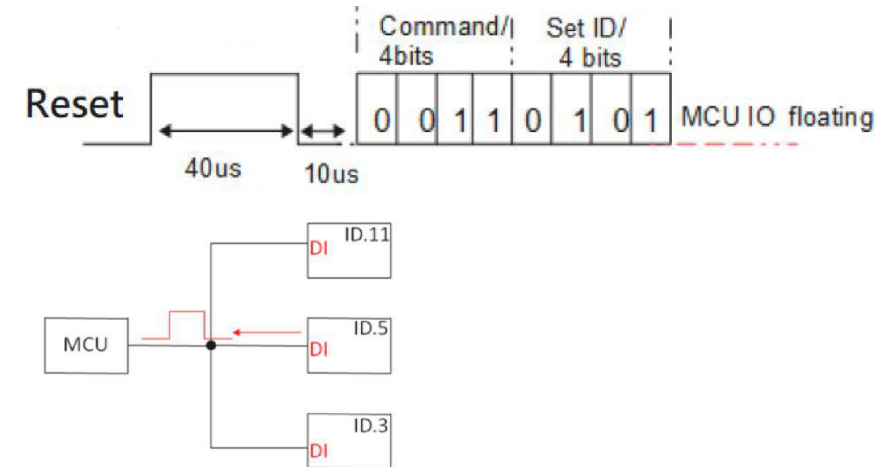 Command/ Set ID/
4bits 4 bits
Reset 0 0 1 1 0 1 0 1 MCU IO floating
40us 10us
ID.11
DI
MCU
ID.5
DI
ID.3
DI